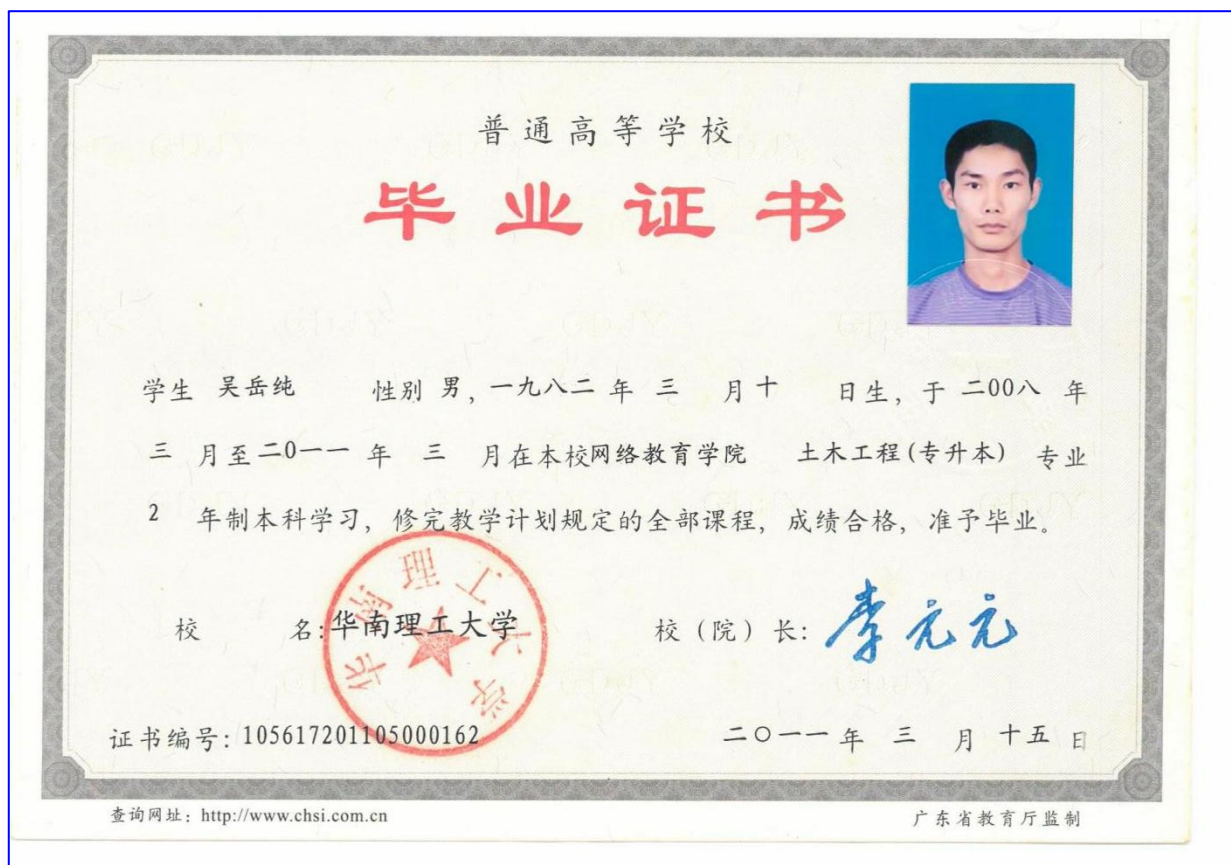 普通高等学校
毕业证书
学生 吴岳纯 性别 男，一九八二 年 三 月 十 日生，于 二00八 年
三 月至 二0一一 年 三 月在本校网络教育学院 土木工程(专升本) 专业
2 年制本科学习，修完教学计划规定的全部课程，成绩合格，准予毕业。
华南理工大学
校 名：华南理工大学 校（院）长：李元元
证书编号：105617201105000162 二〇一一 年 三 月 十五 日
查询网址：http://www.chsi.com.cn 广东省教育厅监制